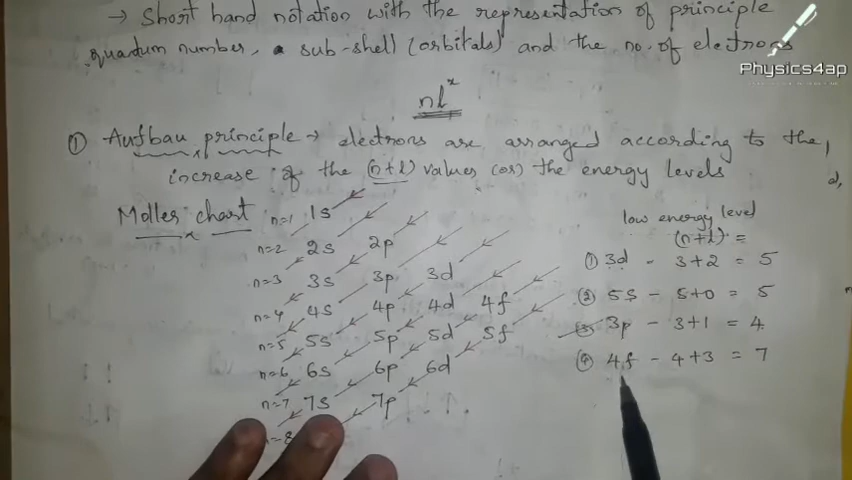 → Short hand notation with the representation of principle
quantum number, sub-shell (orbitals) and the no. of electrons
Physics4ap
nlˣ
① Aufbau principle → electrons are arranged according to the
increase of the (n+l) values (or) the energy levels
d,
Moller chart
n=1 1s
n=2 2s 2p
n=3 3s 3p 3d
n=4 4s 4p 4d 4f
n=5 5s 5p 5d 5f
n=6 6s 6p 6d
n=7 7s 7p
=8
low energy level
(n+l) =
① 3d - 3+2 = 5
② 5s - 5+0 = 5
③ 3p - 3+1 = 4
④ 4f - 4+3 = 7